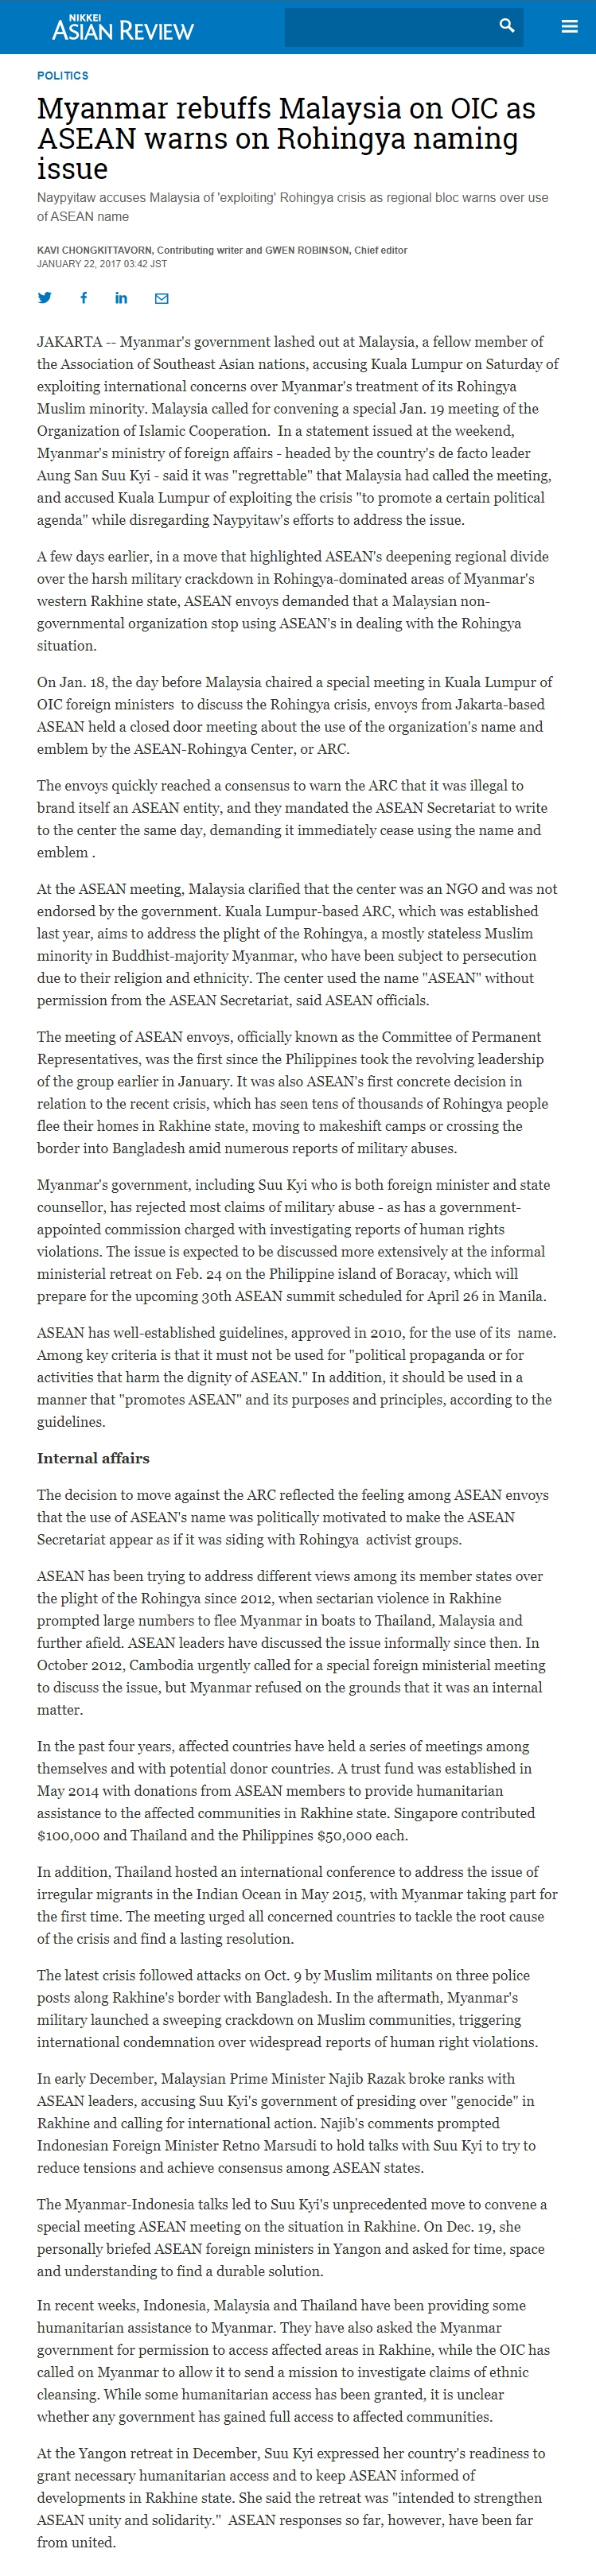 NIKKEI
ASIAN REVIEW
POLITICS
Myanmar rebuffs Malaysia on OIC as
ASEAN warns on Rohingya naming
issue
Naypyitaw accuses Malaysia of 'exploiting' Rohingya crisis as regional bloc warns over use
of ASEAN name
KAVI CHONGKITTAVORN, Contributing writer and GWEN ROBINSON, Chief editor
JANUARY 22, 2017 03:42 JST
JAKARTA -- Myanmar's government lashed out at Malaysia, a fellow member of
the Association of Southeast Asian nations, accusing Kuala Lumpur on Saturday of
exploiting international concerns over Myanmar's treatment of its Rohingya
Muslim minority. Malaysia called for convening a special Jan. 19 meeting of the
Organization of Islamic Cooperation.  In a statement issued at the weekend,
Myanmar's ministry of foreign affairs - headed by the country's de facto leader
Aung San Suu Kyi - said it was "regrettable" that Malaysia had called the meeting,
and accused Kuala Lumpur of exploiting the crisis "to promote a certain political
agenda" while disregarding Naypyitaw's efforts to address the issue.
A few days earlier, in a move that highlighted ASEAN's deepening regional divide
over the harsh military crackdown in Rohingya-dominated areas of Myanmar's
western Rakhine state, ASEAN envoys demanded that a Malaysian non-
governmental organization stop using ASEAN's in dealing with the Rohingya
situation.
On Jan. 18, the day before Malaysia chaired a special meeting in Kuala Lumpur of
OIC foreign ministers  to discuss the Rohingya crisis, envoys from Jakarta-based
ASEAN held a closed door meeting about the use of the organization's name and
emblem by the ASEAN-Rohingya Center, or ARC.
The envoys quickly reached a consensus to warn the ARC that it was illegal to
brand itself an ASEAN entity, and they mandated the ASEAN Secretariat to write
to the center the same day, demanding it immediately cease using the name and
emblem .
At the ASEAN meeting, Malaysia clarified that the center was an NGO and was not
endorsed by the government. Kuala Lumpur-based ARC, which was established
last year, aims to address the plight of the Rohingya, a mostly stateless Muslim
minority in Buddhist-majority Myanmar, who have been subject to persecution
due to their religion and ethnicity. The center used the name "ASEAN" without
permission from the ASEAN Secretariat, said ASEAN officials.
The meeting of ASEAN envoys, officially known as the Committee of Permanent
Representatives, was the first since the Philippines took the revolving leadership
of the group earlier in January. It was also ASEAN's first concrete decision in
relation to the recent crisis, which has seen tens of thousands of Rohingya people
flee their homes in Rakhine state, moving to makeshift camps or crossing the
border into Bangladesh amid numerous reports of military abuses.
Myanmar's government, including Suu Kyi who is both foreign minister and state
counsellor, has rejected most claims of military abuse - as has a government-
appointed commission charged with investigating reports of human rights
violations. The issue is expected to be discussed more extensively at the informal
ministerial retreat on Feb. 24 on the Philippine island of Boracay, which will
prepare for the upcoming 30th ASEAN summit scheduled for April 26 in Manila.
ASEAN has well-established guidelines, approved in 2010, for the use of its  name.
Among key criteria is that it must not be used for "political propaganda or for
activities that harm the dignity of ASEAN." In addition, it should be used in a
manner that "promotes ASEAN" and its purposes and principles, according to the
guidelines.
Internal affairs
The decision to move against the ARC reflected the feeling among ASEAN envoys
that the use of ASEAN's name was politically motivated to make the ASEAN
Secretariat appear as if it was siding with Rohingya  activist groups.
ASEAN has been trying to address different views among its member states over
the plight of the Rohingya since 2012, when sectarian violence in Rakhine
prompted large numbers to flee Myanmar in boats to Thailand, Malaysia and
further afield. ASEAN leaders have discussed the issue informally since then. In
October 2012, Cambodia urgently called for a special foreign ministerial meeting
to discuss the issue, but Myanmar refused on the grounds that it was an internal
matter.
In the past four years, affected countries have held a series of meetings among
themselves and with potential donor countries. A trust fund was established in
May 2014 with donations from ASEAN members to provide humanitarian
assistance to the affected communities in Rakhine state. Singapore contributed
$100,000 and Thailand and the Philippines $50,000 each.
In addition, Thailand hosted an international conference to address the issue of
irregular migrants in the Indian Ocean in May 2015, with Myanmar taking part for
the first time. The meeting urged all concerned countries to tackle the root cause
of the crisis and find a lasting resolution.
The latest crisis followed attacks on Oct. 9 by Muslim militants on three police
posts along Rakhine's border with Bangladesh. In the aftermath, Myanmar's
military launched a sweeping crackdown on Muslim communities, triggering
international condemnation over widespread reports of human right violations.
In early December, Malaysian Prime Minister Najib Razak broke ranks with
ASEAN leaders, accusing Suu Kyi's government of presiding over "genocide" in
Rakhine and calling for international action. Najib's comments prompted
Indonesian Foreign Minister Retno Marsudi to hold talks with Suu Kyi to try to
reduce tensions and achieve consensus among ASEAN states.
The Myanmar-Indonesia talks led to Suu Kyi's unprecedented move to convene a
special meeting ASEAN meeting on the situation in Rakhine. On Dec. 19, she
personally briefed ASEAN foreign ministers in Yangon and asked for time, space
and understanding to find a durable solution.
In recent weeks, Indonesia, Malaysia and Thailand have been providing some
humanitarian assistance to Myanmar. They have also asked the Myanmar
government for permission to access affected areas in Rakhine, while the OIC has
called on Myanmar to allow it to send a mission to investigate claims of ethnic
cleansing. While some humanitarian access has been granted, it is unclear
whether any government has gained full access to affected communities.
At the Yangon retreat in December, Suu Kyi expressed her country's readiness to
grant necessary humanitarian access and to keep ASEAN informed of
developments in Rakhine state. She said the retreat was "intended to strengthen
ASEAN unity and solidarity."  ASEAN responses so far, however, have been far
from united.